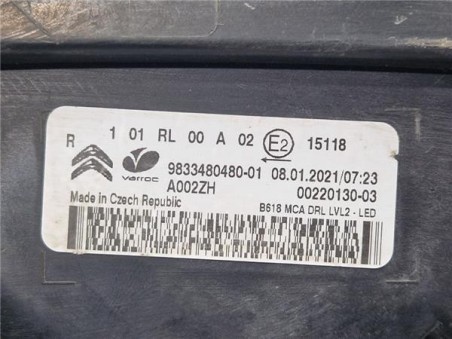 R 1 01 RL 00 A 02 E2 15118
varroc
9833480480-01 08.01.2021/07:23
A002ZH 00220130-03
Made in Czech Republic B618 MCA DRL LVL2 - LED